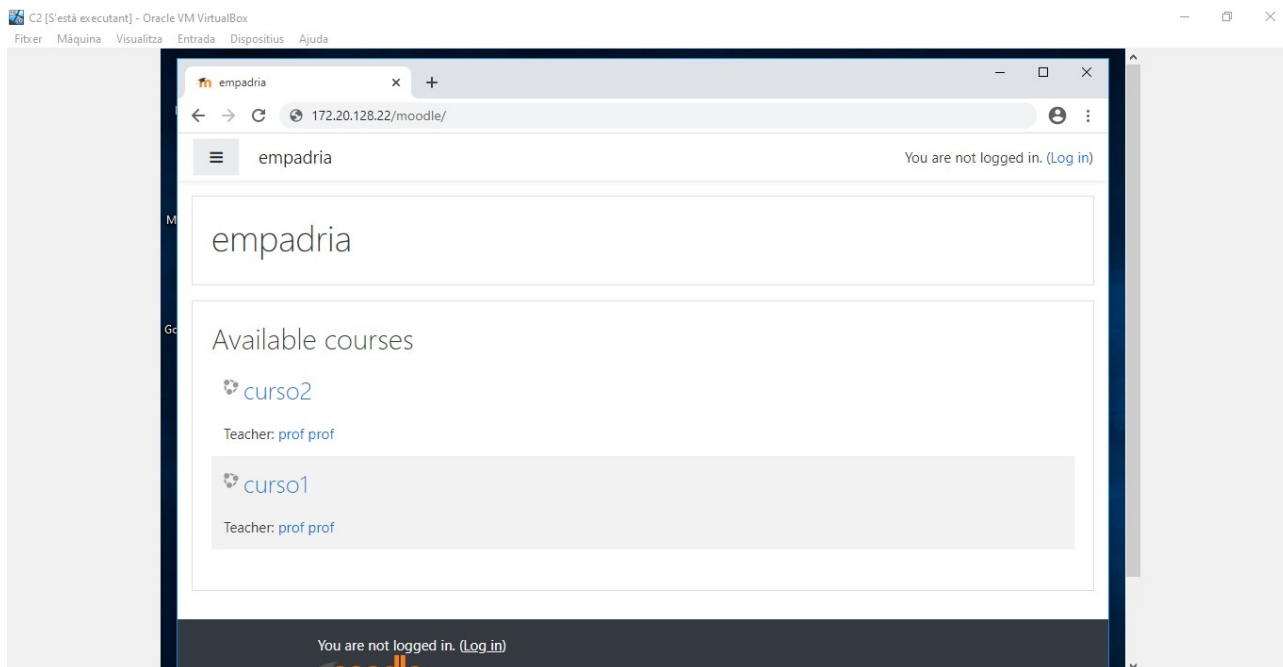 C2 [S'està executant] - Oracle VM VirtualBox
Fitxer Màquina Visualitza Entrada Dispositius Ajuda
empadria
172.20.128.22/moodle/
empadria You are not logged in. (Log in)
empadria
Available courses
curso2
Teacher: prof prof
curso1
Teacher: prof prof
You are not logged in. (Log in)